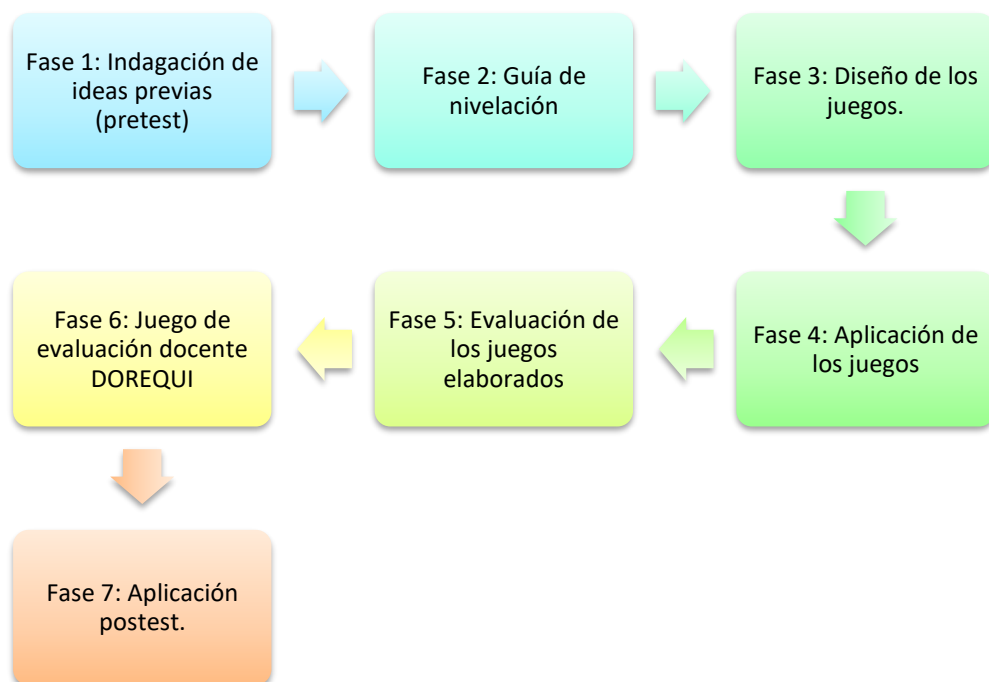 Fase 1: Indagación de
ideas previas
(pretest)
Fase 2: Guía de
nivelación
Fase 3: Diseño de los
juegos.
Fase 4: Aplicación de
los juegos
Fase 5: Evaluación de
los juegos
elaborados
Fase 6: Juego de
evaluación docente
DOREQUI
Fase 7: Aplicación
postest.